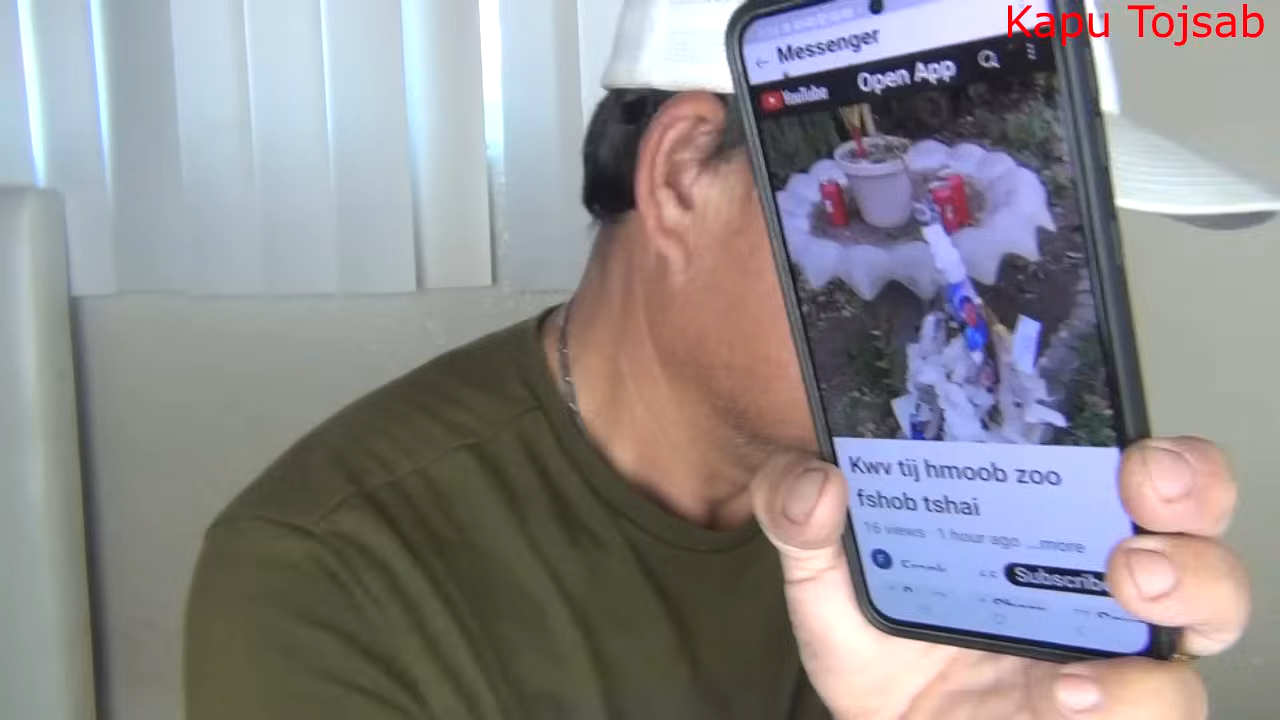 Kapu Tojsab
Messenger
YouTube Open App
Kwv tij hmoob zoo
fshob tshai
16 views · 1 hour ago ...more
Subscribe